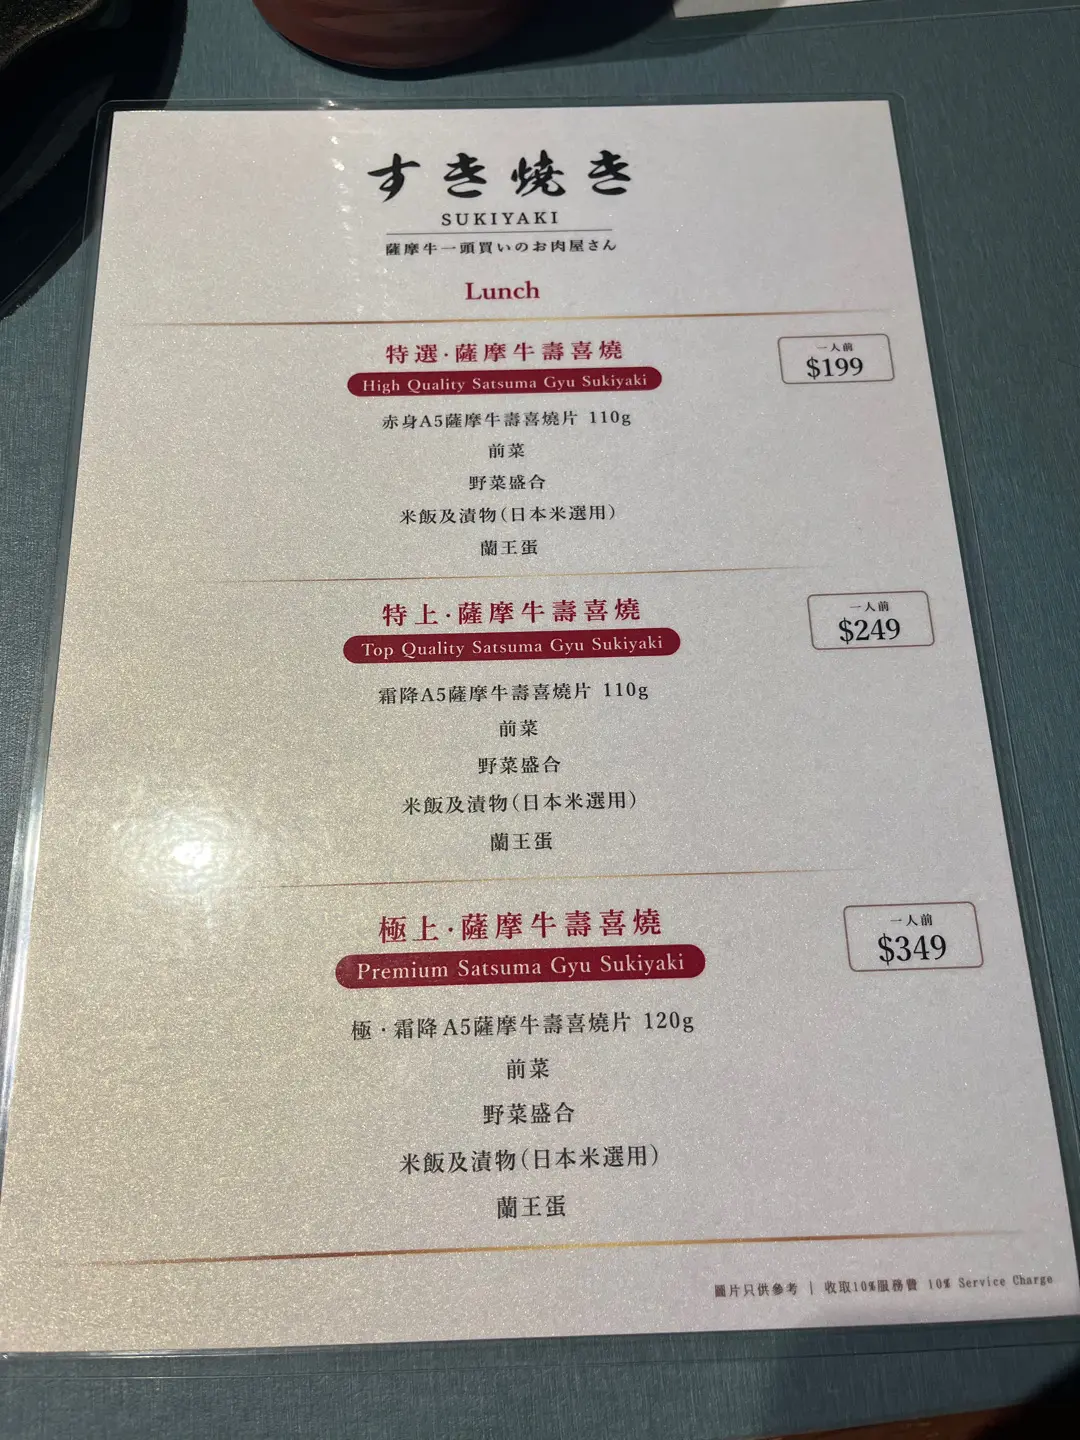 すき焼き
SUKIYAKI
薩摩牛一頭買いのお肉屋さん
Lunch
特選·薩摩牛壽喜燒
High Quality Satsuma Gyu Sukiyaki
一人前
$199
赤身A5薩摩牛壽喜燒片 110g
前菜
野菜盛合
米飯及漬物(日本米選用)
蘭王蛋
特上·薩摩牛壽喜燒
Top Quality Satsuma Gyu Sukiyaki
一人前
$249
霜降A5薩摩牛壽喜燒片 110g
前菜
野菜盛合
米飯及漬物(日本米選用)
蘭王蛋
極上·薩摩牛壽喜燒
Premium Satsuma Gyu Sukiyaki
一人前
$349
極·霜降A5薩摩牛壽喜燒片 120g
前菜
野菜盛合
米飯及漬物(日本米選用)
蘭王蛋
圖片只供參考 | 收取10%服務費 10% Service Charge